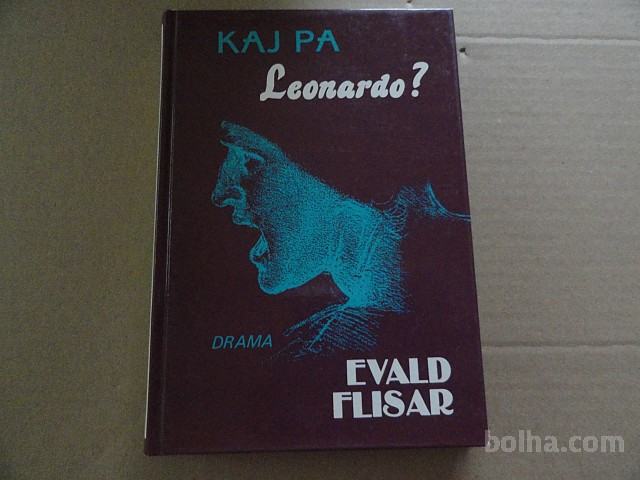 KAJ PA
Leonardo?
DRAMA
EVALD
FLISAR
bolha.com